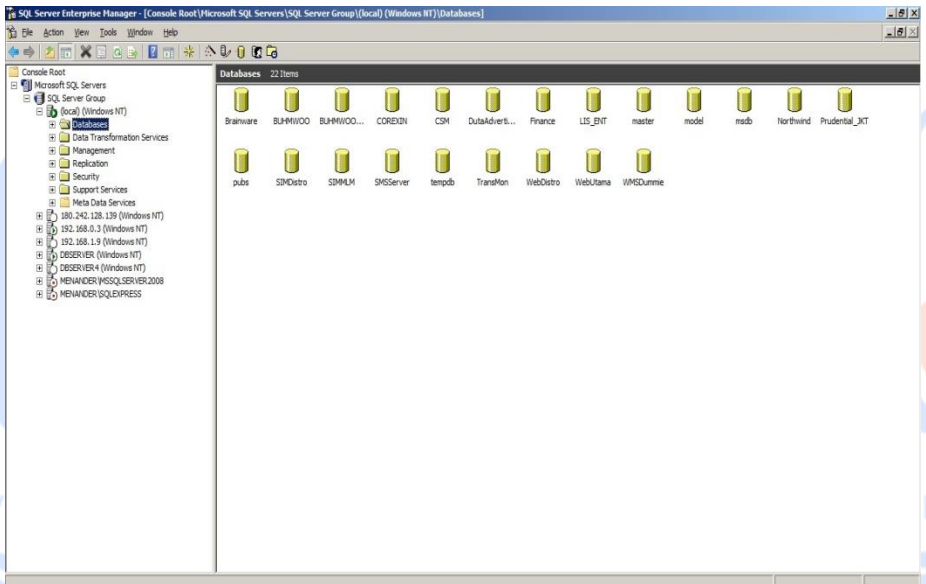 SQL Server Enterprise Manager - [Console Root\Microsoft SQL Servers\SQL Server Group\(local) (Windows NT)\Databases]
File Action View Tools Window Help
Console Root
Microsoft SQL Servers
SQL Server Group
(local) (Windows NT)
Databases
Data Transformation Services
Management
Replication
Security
Support Services
Meta Data Services
180.242.128.139 (Windows NT)
192.168.0.3 (Windows NT)
192.168.1.9 (Windows NT)
DBSERVER (Windows NT)
DBSERVER4 (Windows NT)
MENANDER\MSSQLSERVER2008
MENANDER\SQLEXPRESS
Databases 22 Items
Brainware BUHMWOO BUHMWOO... COREXIN CSM DutaAdverti... Finance LIS_ENT master model msdb Northwind Prudential_JKT
pubs SIMDistro SIMMLM SMSServer tempdb TransMon WebDistro WebUtama WMSDummie